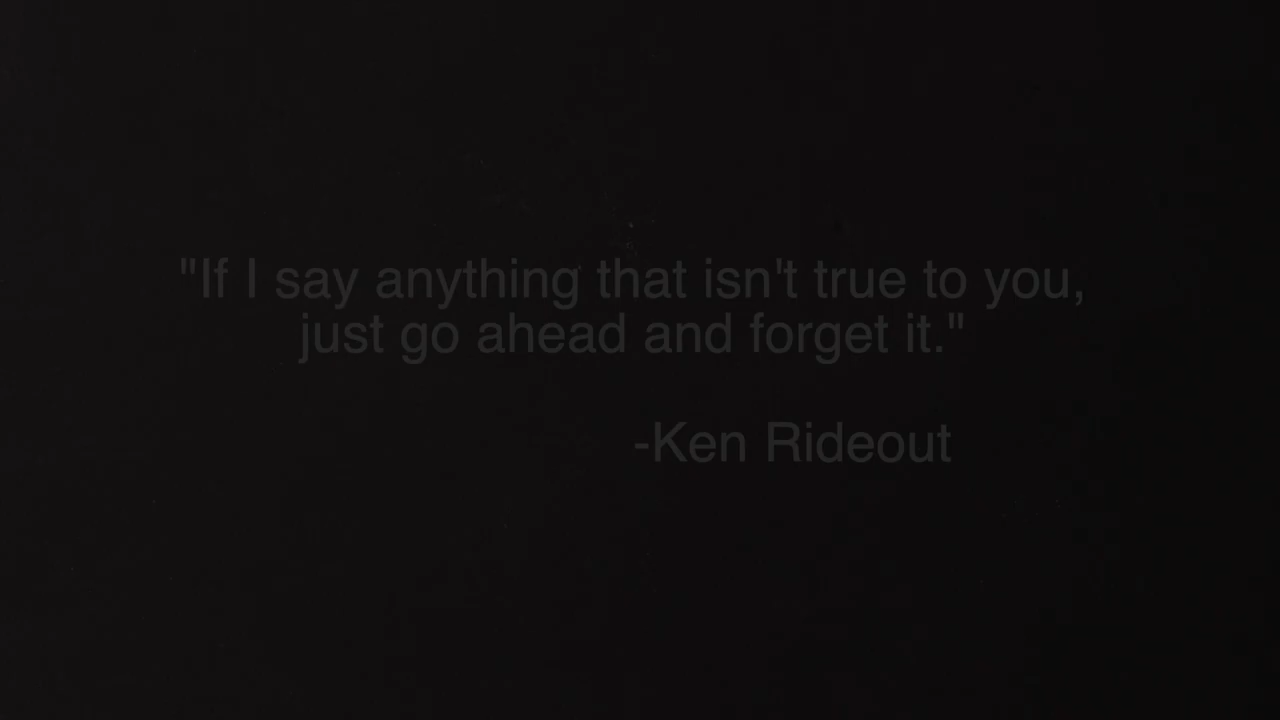 "If I say anything that isn't true to you,
just go ahead and forget it."
-Ken Rideout